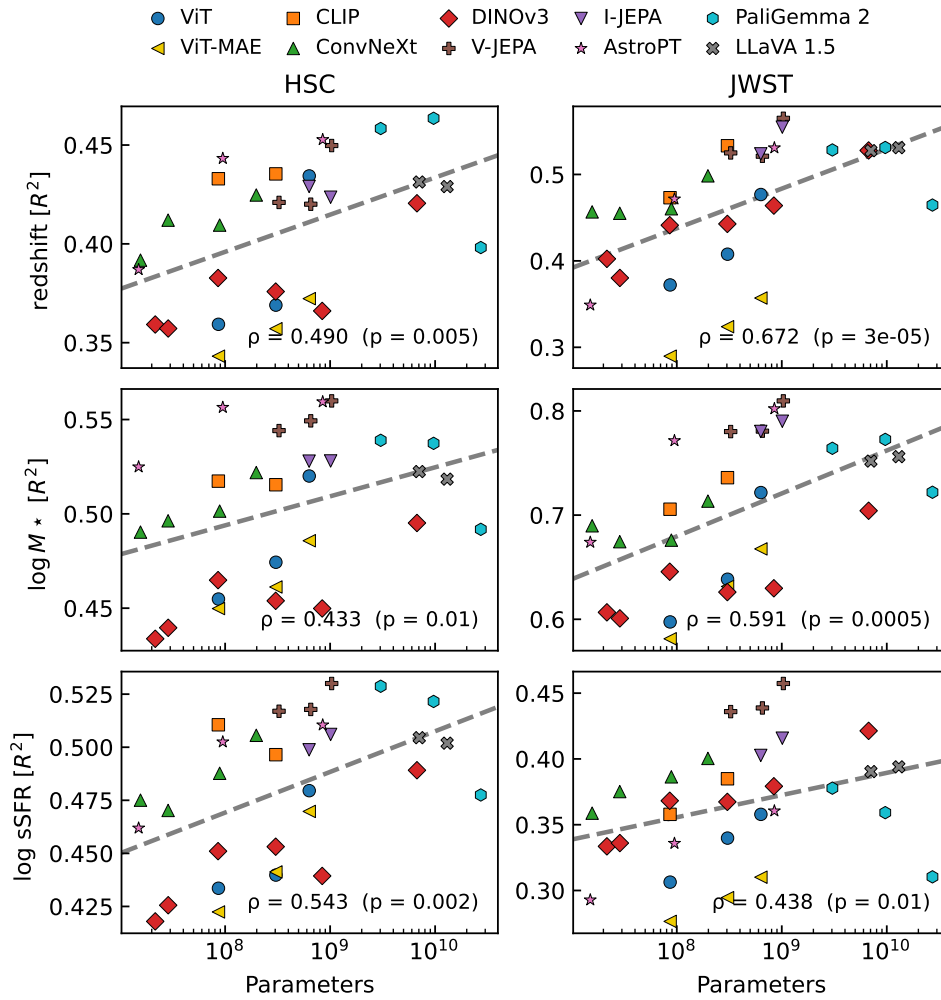 ViT CLIP DINOv3 I-JEPA PaliGemma 2
ViT-MAE ConvNeXt V-JEPA AstroPT LLaVA 1.5
HSC JWST
redshift [R²]
0.45
0.40
0.35
ρ = 0.490 (p = 0.005)
0.5
0.4
0.3
ρ = 0.672 (p = 3e-05)
log M⋆ [R²]
0.55
0.50
0.45
ρ = 0.433 (p = 0.01)
0.8
0.7
0.6
ρ = 0.591 (p = 0.0005)
log sSFR [R²]
0.525
0.500
0.475
0.450
0.425
ρ = 0.543 (p = 0.002)
0.45
0.40
0.35
0.30
ρ = 0.438 (p = 0.01)
10⁸ 10⁹ 10¹⁰ 10⁸ 10⁹ 10¹⁰
Parameters Parameters